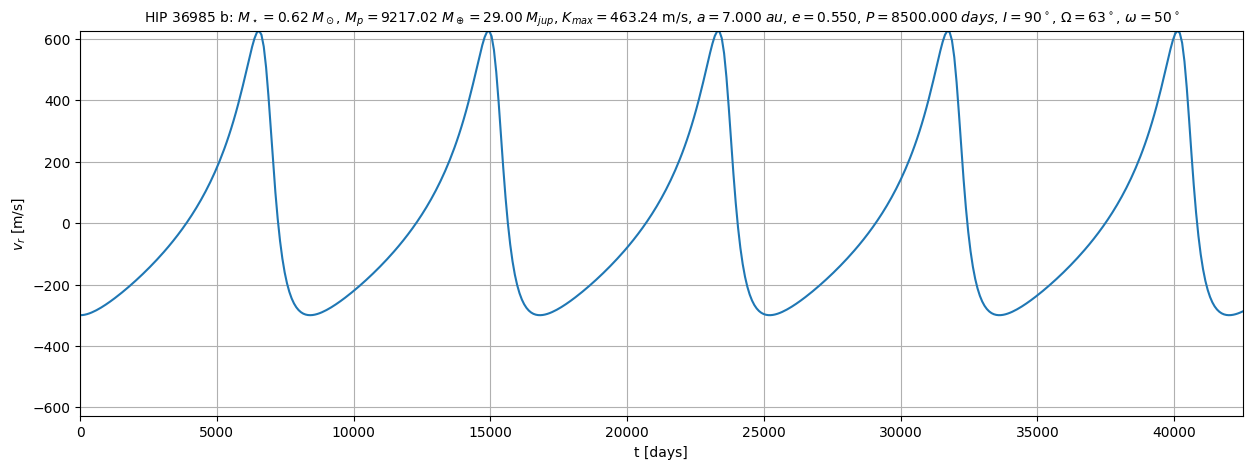 HIP 36985 b: M⋆ = 0.62 M⊙, Mp = 9217.02 M⊕ = 29.00 Mjup, Kmax = 463.24 m/s, a = 7.000 au, e = 0.550, P = 8500.000 days, I = 90°, Ω = 63°, ω = 50°
600
400
200
0
−200
−400
−600
vr [m/s]
0 5000 10000 15000 20000 25000 30000 35000 40000
t [days]